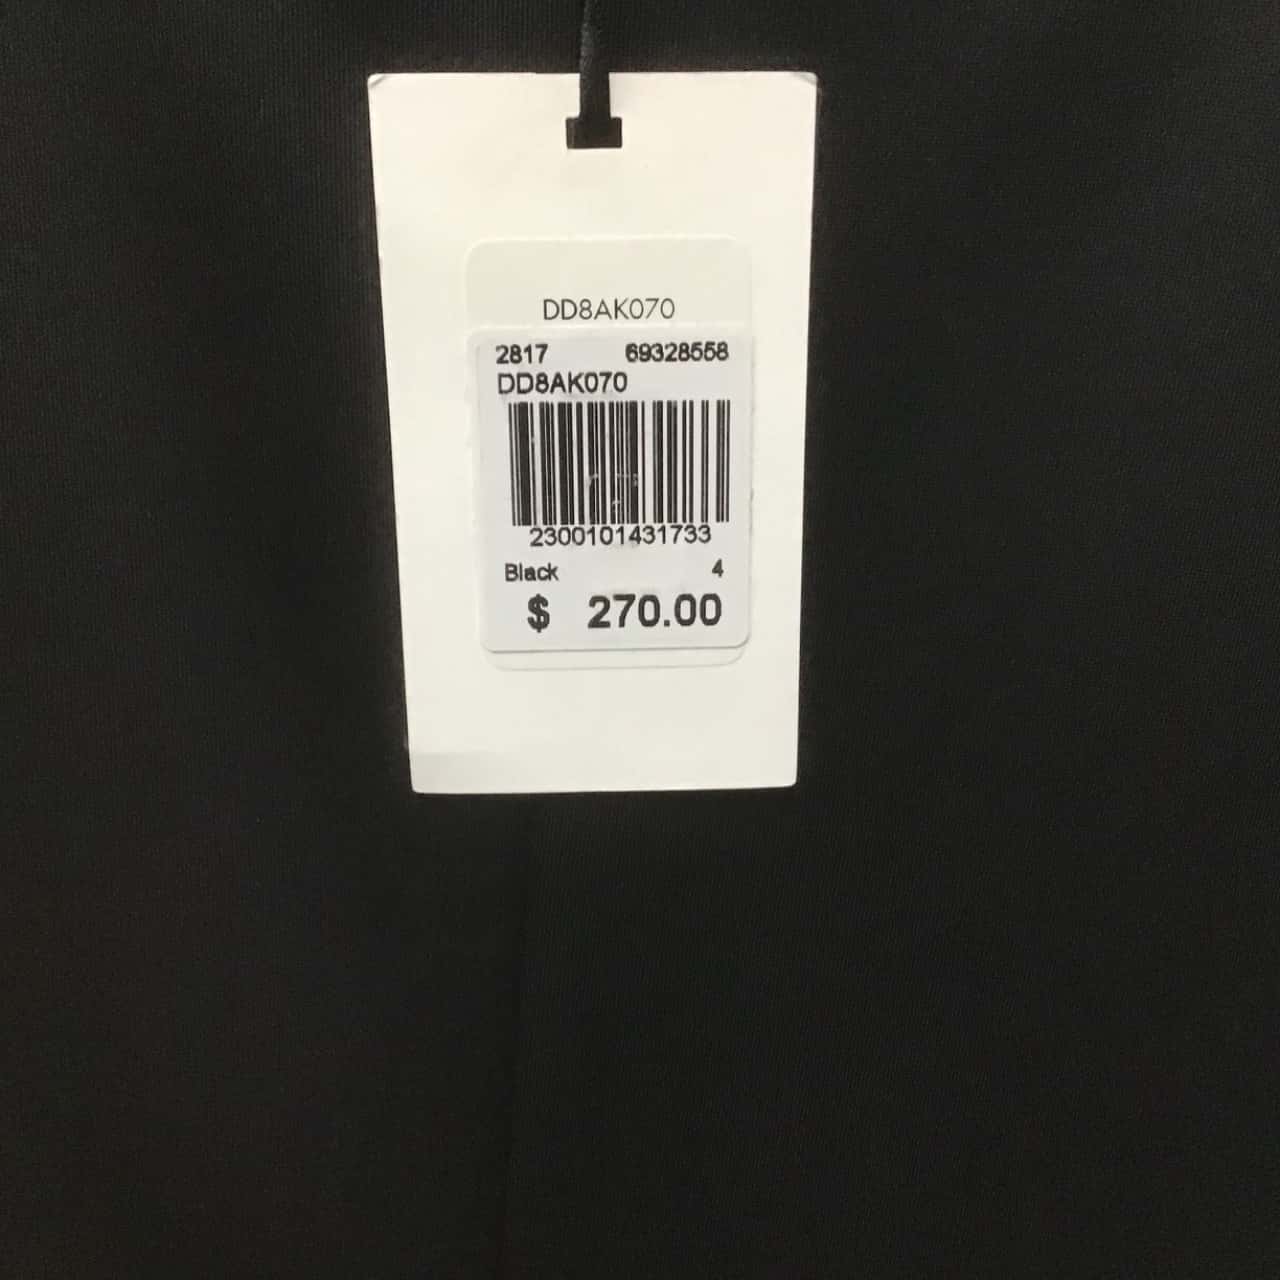 DD8AK070
2817 69328558
DD8AK070
2300101431733
Black 4
$ 270.00